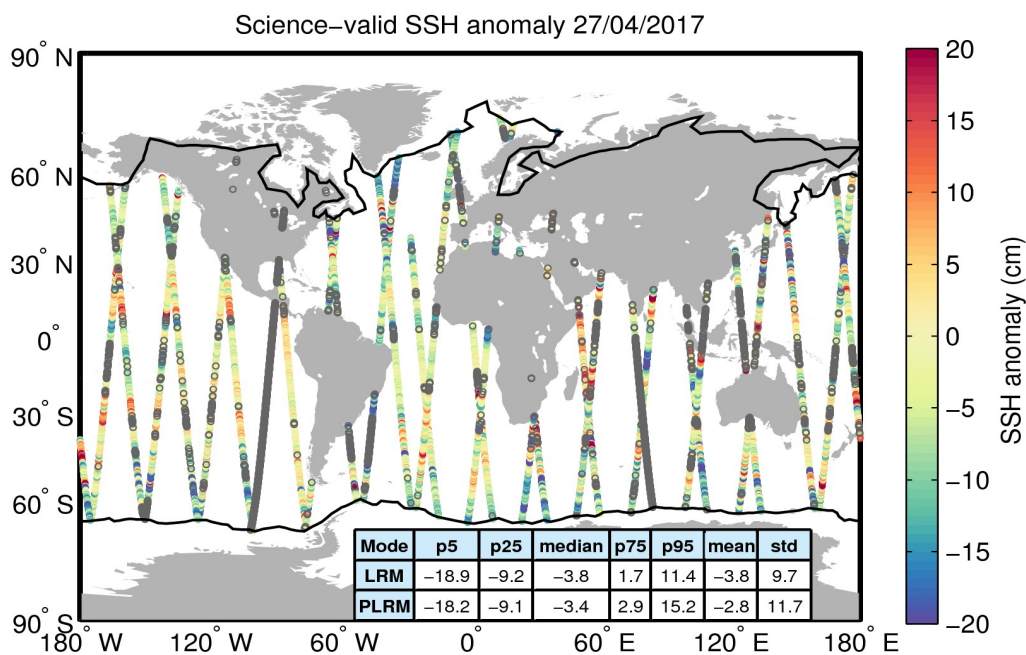 Science−valid SSH anomaly 27/04/2017
90° N
60° N
30° N
0°
30° S
60° S
90° S
180° W
120° W
60° W
0°
60° E
120° E
180° E
20
15
10
5
0
−5
−10
−15
−20
SSH anomaly (cm)
Mode p5 p25 median p75 p95 mean std
LRM −18.9 −9.2 −3.8 1.7 11.4 −3.8 9.7
PLRM −18.2 −9.1 −3.4 2.9 15.2 −2.8 11.7